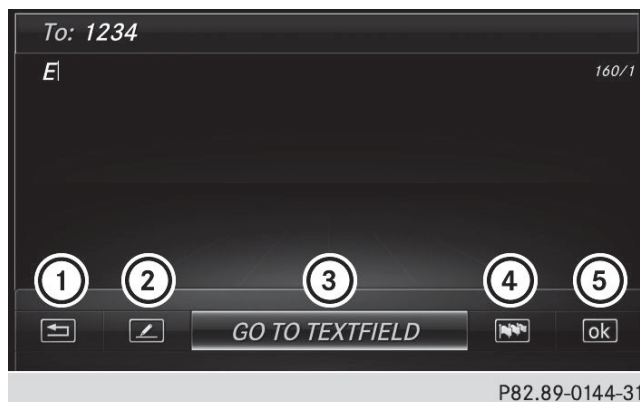 To: 1234
E
160/1
1 2 3 4 5
GO TO TEXTFIELD ok
P82.89-0144-31